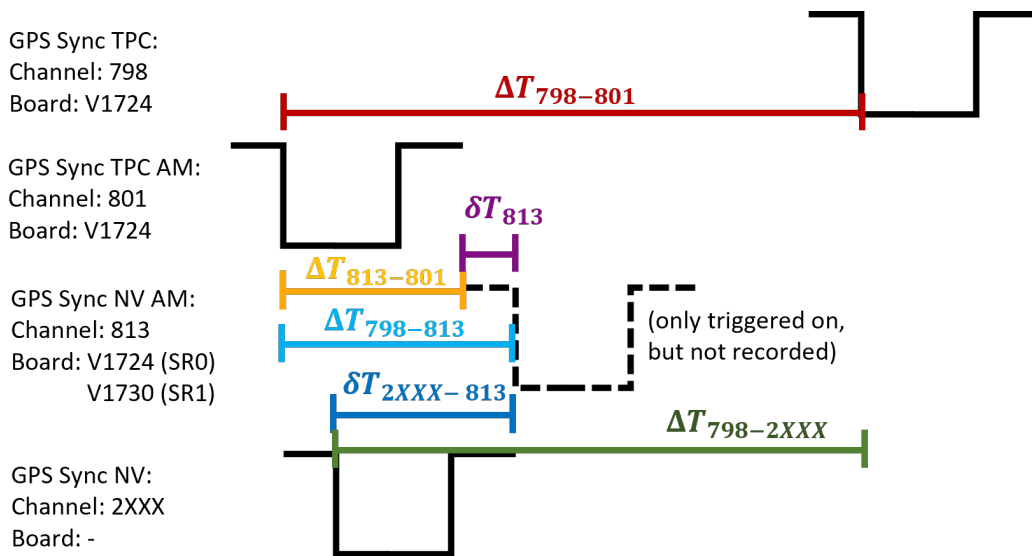 GPS Sync TPC:
Channel: 798
Board: V1724
ΔT798−801
GPS Sync TPC AM:
Channel: 801
Board: V1724
δT813
ΔT813−801
GPS Sync NV AM:
Channel: 813
Board: V1724 (SR0)
V1730 (SR1)
ΔT798−813
(only triggered on,
but not recorded)
δT2XXX−813
ΔT798−2XXX
GPS Sync NV:
Channel: 2XXX
Board: -